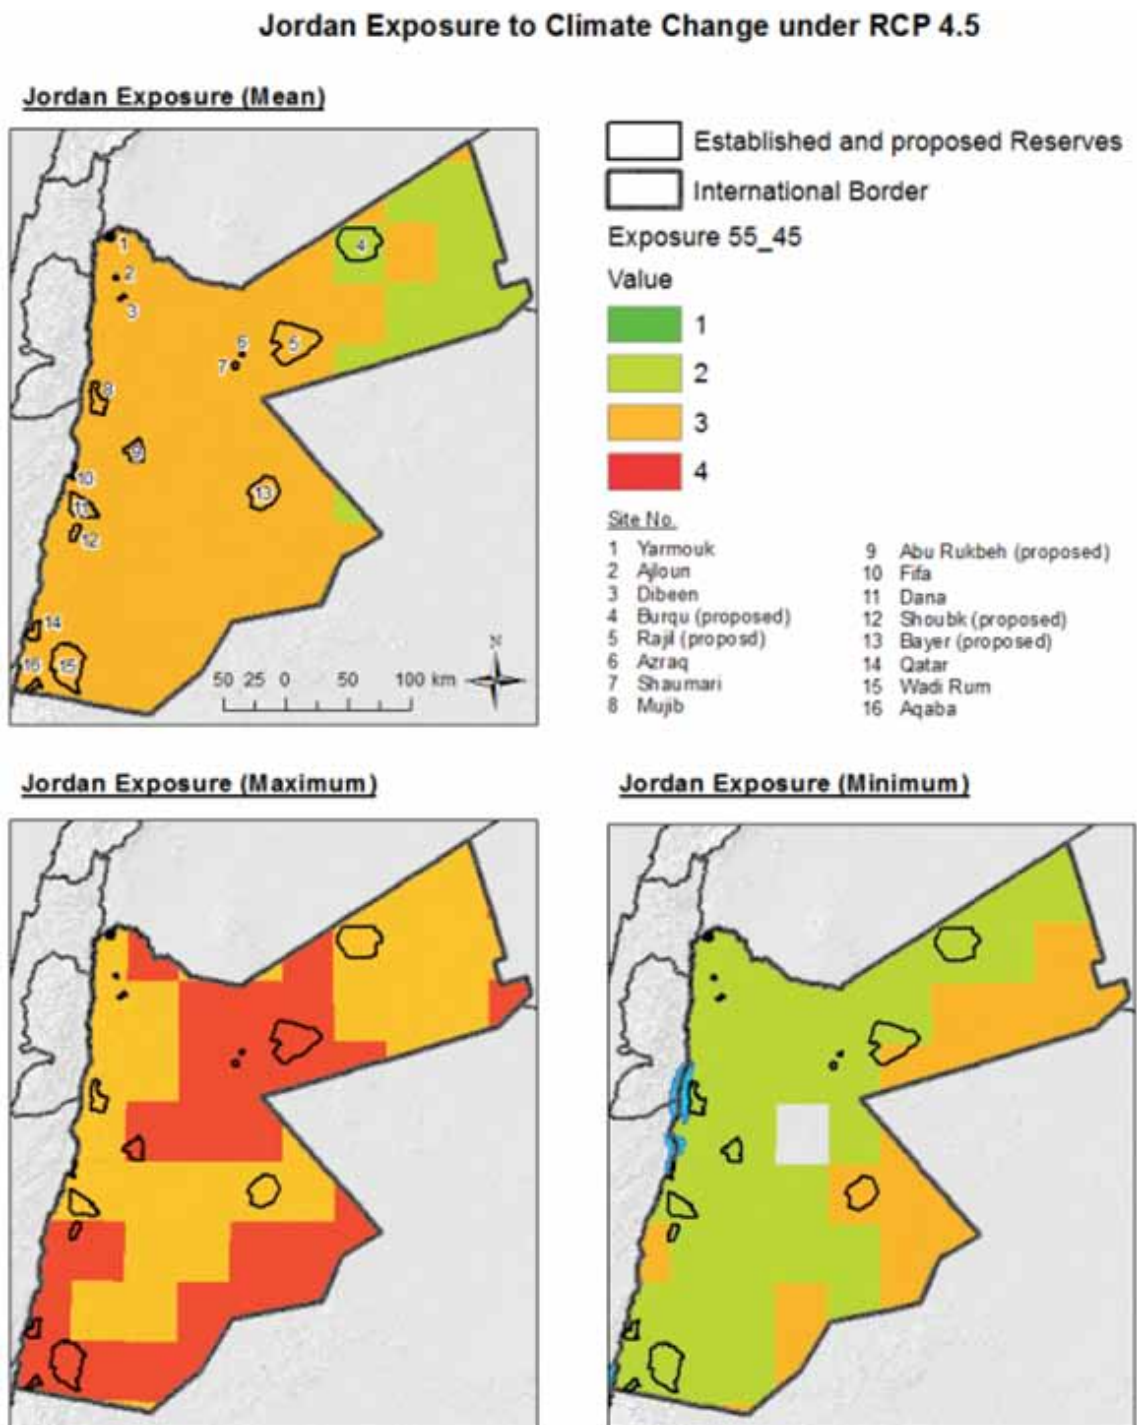 Jordan Exposure to Climate Change under RCP 4.5
Jordan Exposure (Mean)
1
2
3
4
5
6
7
8
9
10
11
12
13
14
15
16
N
50 25 0 50 100 km
Established and proposed Reserves
International Border
Exposure 55_45
Value
1
2
3
4
Site No.
1 Yarmouk
2 Ajloun
3 Dibeen
4 Burqu (proposed)
5 Rajil (proposd)
6 Azraq
7 Shaumari
8 Mujib
9 Abu Rukbeh (proposed)
10 Fifa
11 Dana
12 Shoubk (proposed)
13 Bayer (proposed)
14 Qatar
15 Wadi Rum
16 Aqaba
Jordan Exposure (Maximum)
Jordan Exposure (Minimum)